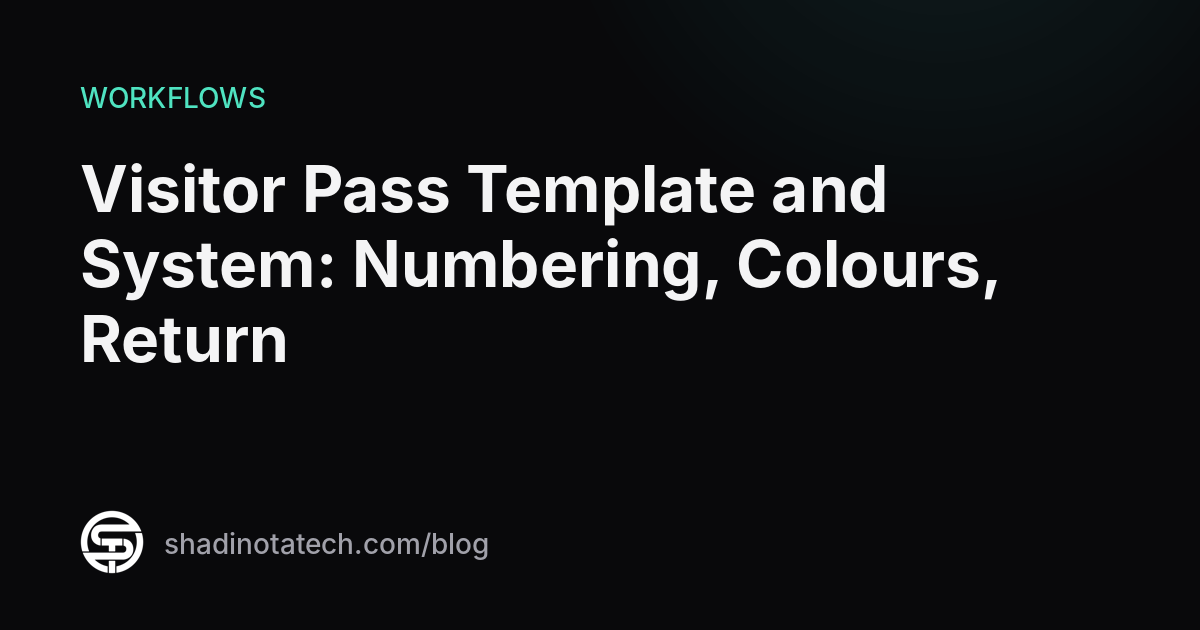 WORKFLOWS
Visitor Pass Template and
System: Numbering, Colours,
Return
shadinotatech.com/blog